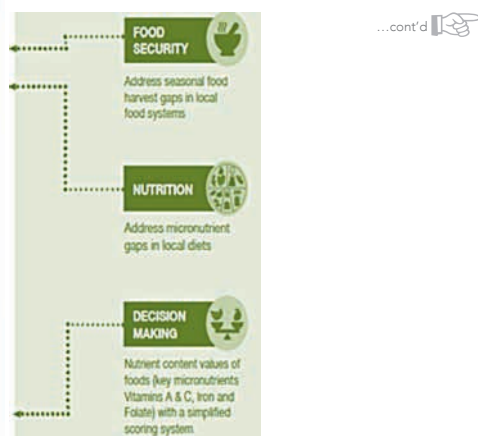 ...cont'd
FOOD
SECURITY
Address seasonal food
harvest gaps in local
food systems
NUTRITION
Address micronutrient
gaps in local diets
DECISION
MAKING
Nutrient content values of
foods (key micronutrients
Vitamins A & C, Iron and
Folate) with a simplified
scoring system